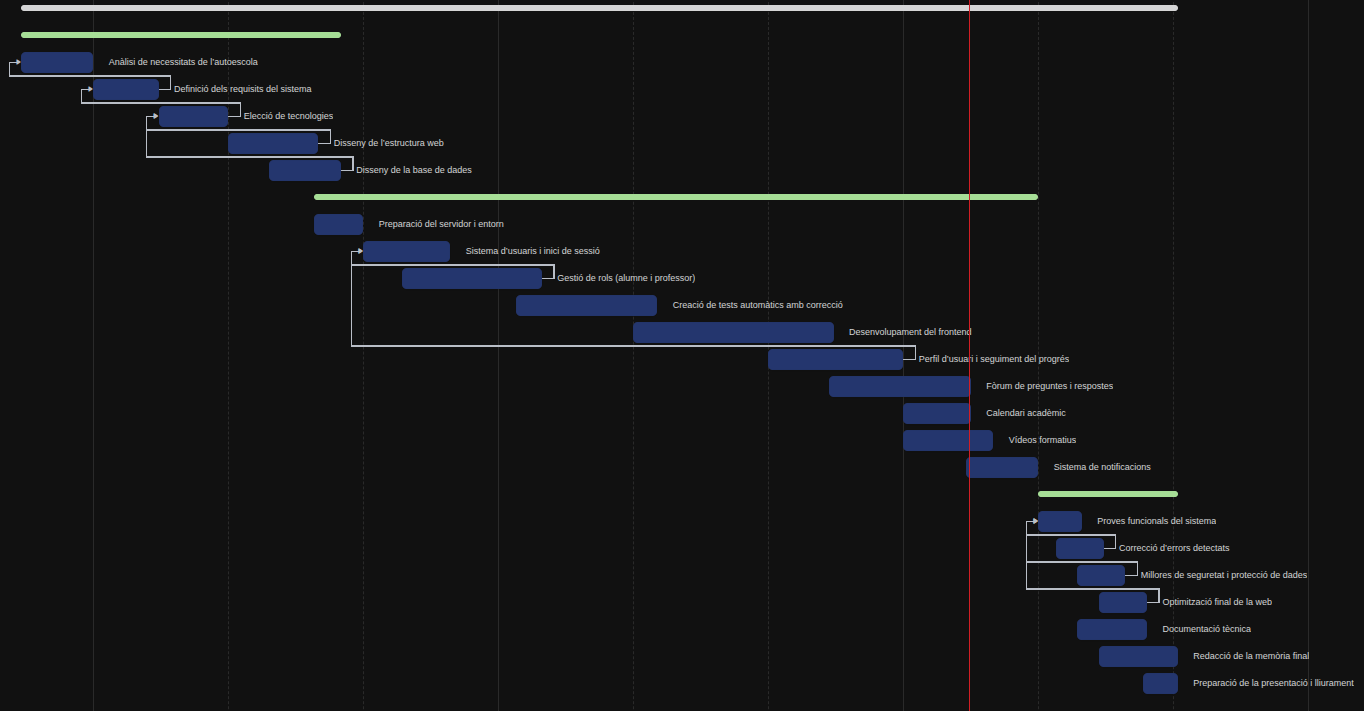 Anàlisi de necessitats de l'autoescola
Definició dels requisits del sistema
Elecció de tecnologies
Disseny de l'estructura web
Disseny de la base de dades
Preparació del servidor i entorn
Sistema d'usuaris i inici de sessió
Gestió de rols (alumne i professor)
Creació de tests automàtics amb correcció
Desenvolupament del frontend
Perfil d'usuari i seguiment del progrés
Fòrum de preguntes i respostes
Calendari acadèmic
Vídeos formatius
Sistema de notificacions
Proves funcionals del sistema
Correcció d'errors detectats
Millores de seguretat i protecció de dades
Optimització final de la web
Documentació tècnica
Redacció de la memòria final
Preparació de la presentació i lliurament